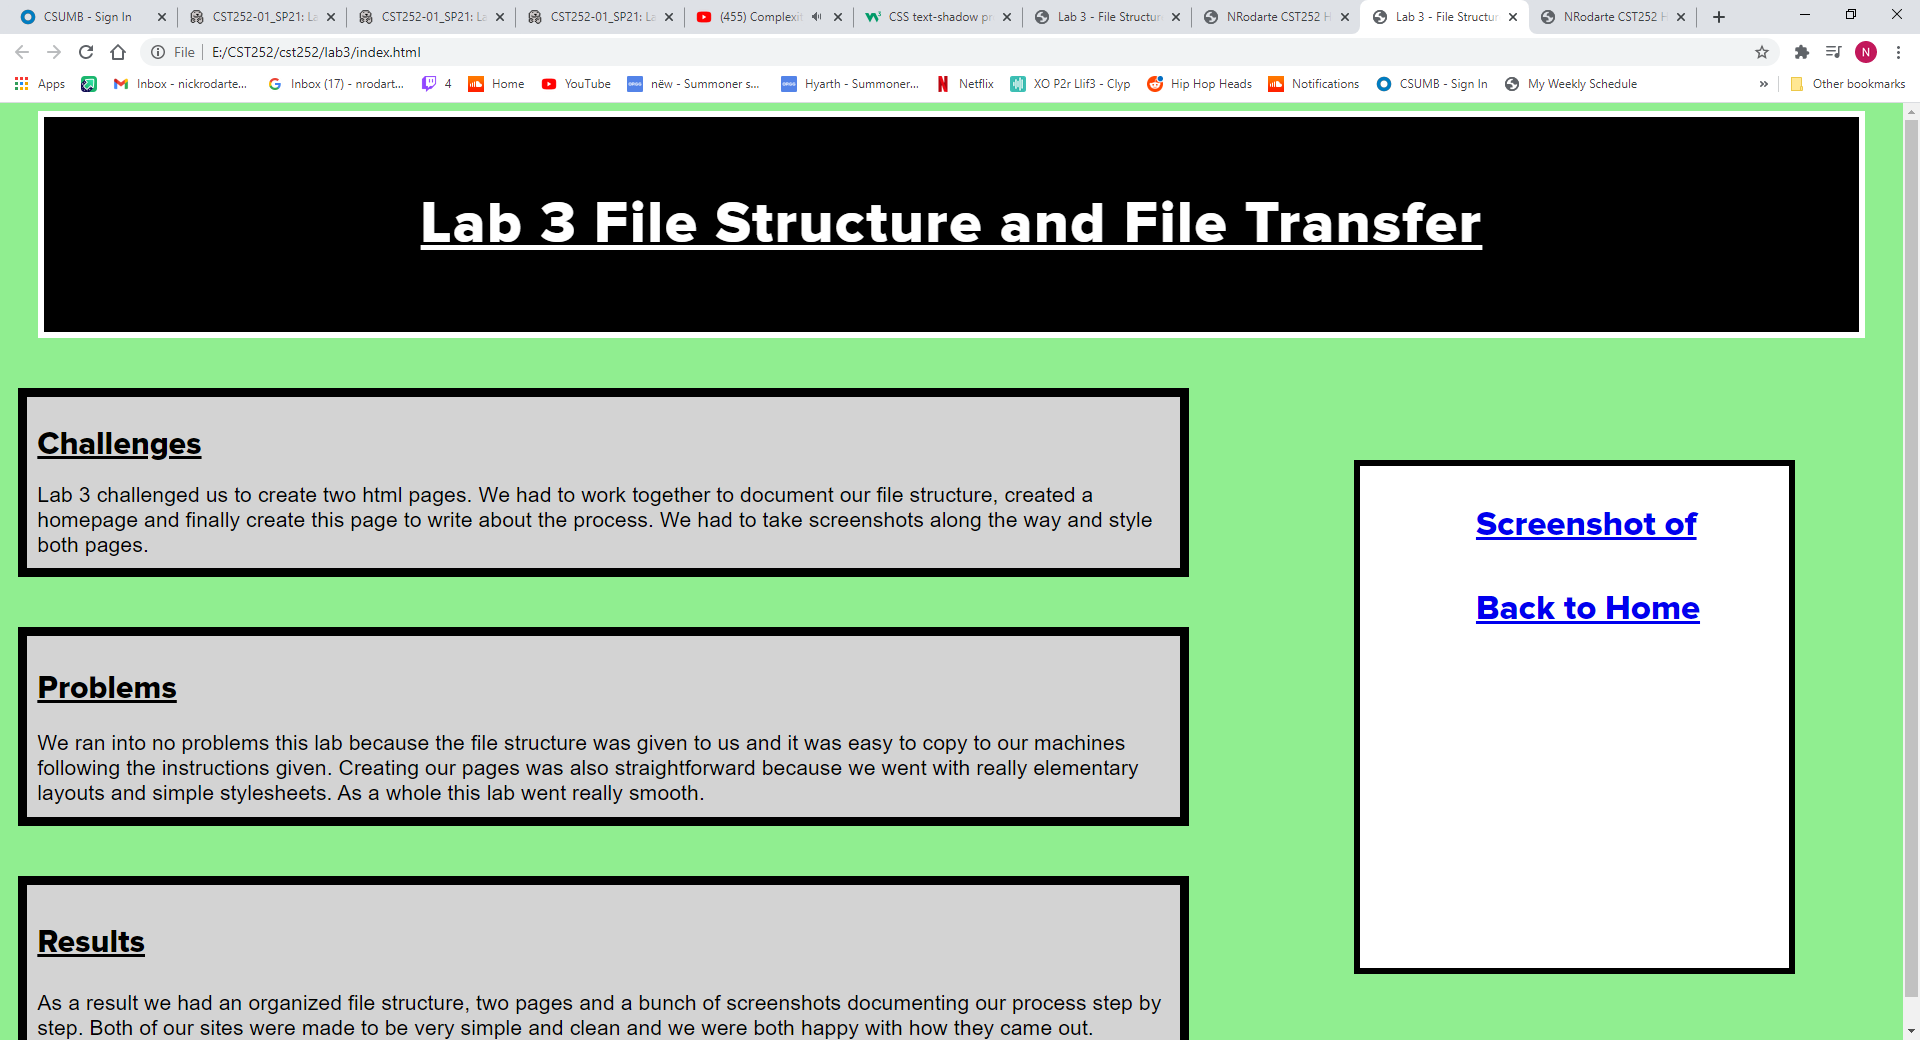 CSUMB - Sign In
CST252-01_SP21: La
CST252-01_SP21: La
CST252-01_SP21: La
(455) Complexit
CSS text-shadow pr
Lab 3 - File Structur
NRodarte CST252 H
Lab 3 - File Structur
NRodarte CST252 H
File
E:/CST252/cst252/lab3/index.html
N
Apps
Inbox - nickrodarte...
Inbox (17) - nrodart...
4
Home
YouTube
nëw - Summoner s...
Hyarth - Summoner...
Netflix
XO P2r Llif3 - Clyp
Hip Hop Heads
Notifications
CSUMB - Sign In
My Weekly Schedule
»
Other bookmarks
Lab 3 File Structure and File Transfer
Challenges
Lab 3 challenged us to create two html pages. We had to work together to document our file structure, created a
homepage and finally create this page to write about the process. We had to take screenshots along the way and style
both pages.
Problems
We ran into no problems this lab because the file structure was given to us and it was easy to copy to our machines
following the instructions given. Creating our pages was also straightforward because we went with really elementary
layouts and simple stylesheets. As a whole this lab went really smooth.
Results
As a result we had an organized file structure, two pages and a bunch of screenshots documenting our process step by
step. Both of our sites were made to be very simple and clean and we were both happy with how they came out.
Screenshot of
Back to Home